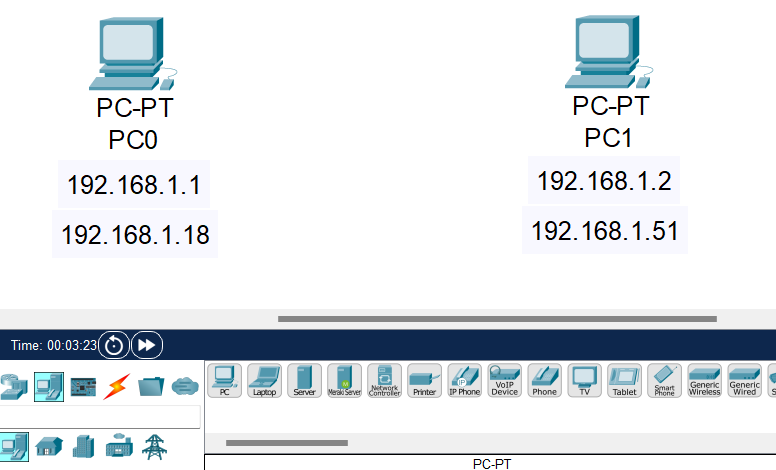 PC-PT
PC0
192.168.1.1
192.168.1.18
PC-PT
PC1
192.168.1.2
192.168.1.51
Time: 00:03:23
PC
Laptop
Server
Meraki Server
Network
Controller
Printer
IP Phone
VoIP
Device
Phone
TV
Tablet
Smart
Phone
Generic
Wireless
Generic
Wired
S
PC-PT